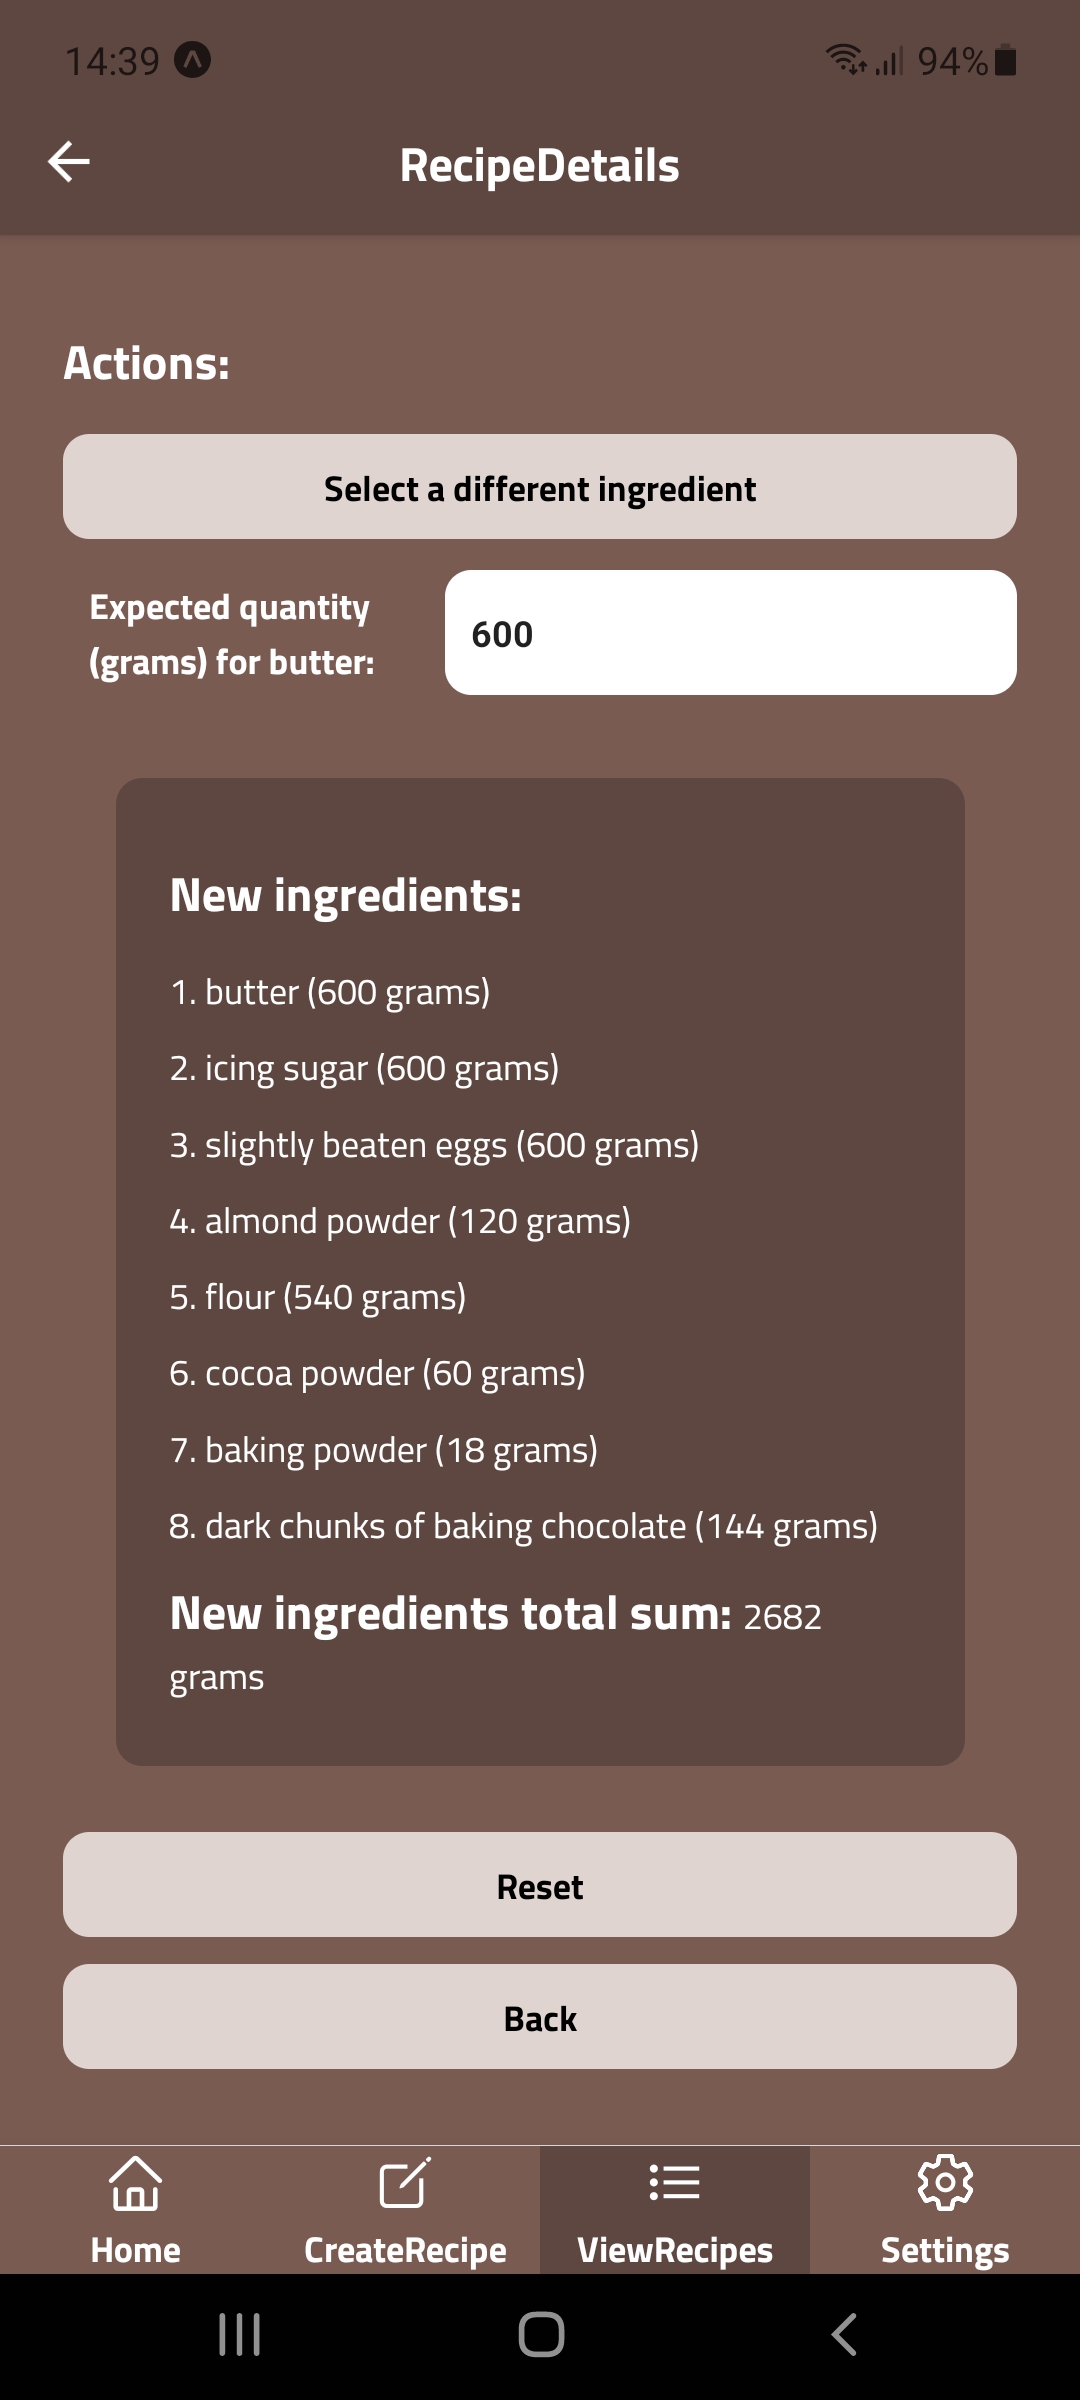 14:39
94%
RecipeDetails
Actions:
Select a different ingredient
Expected quantity
(grams) for butter:
600
New ingredients:
1. butter (600 grams)
2. icing sugar (600 grams)
3. slightly beaten eggs (600 grams)
4. almond powder (120 grams)
5. flour (540 grams)
6. cocoa powder (60 grams)
7. baking powder (18 grams)
8. dark chunks of baking chocolate (144 grams)
New ingredients total sum: 2682
grams
Reset
Back
Home
CreateRecipe
ViewRecipes
Settings